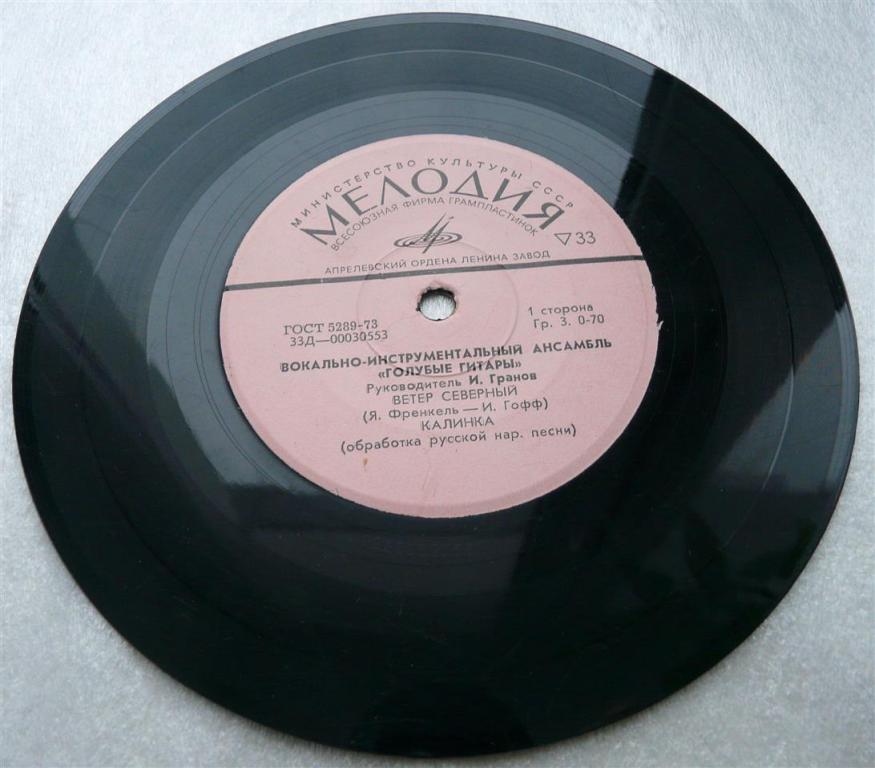 МИНИСТЕРСТВО КУЛЬТУРЫ СССР
МЕЛОДИЯ
ВСЕСОЮЗНАЯ ФИРМА ГРАМПЛАСТИНОК
▽33
АПРЕЛЕВСКИЙ ОРДЕНА ЛЕНИНА ЗАВОД
ГОСТ 5289-73
33Д—00030553
1 сторона
Гр. 3. 0-70
ВОКАЛЬНО-ИНСТРУМЕНТАЛЬНЫЙ АНСАМБЛЬ
«ГОЛУБЫЕ ГИТАРЫ»
Руководитель И. Гранов
ВЕТЕР СЕВЕРНЫЙ
(Я. Френкель — И. Гофф)
КАЛИНКА
(обработка русской нар. песни)